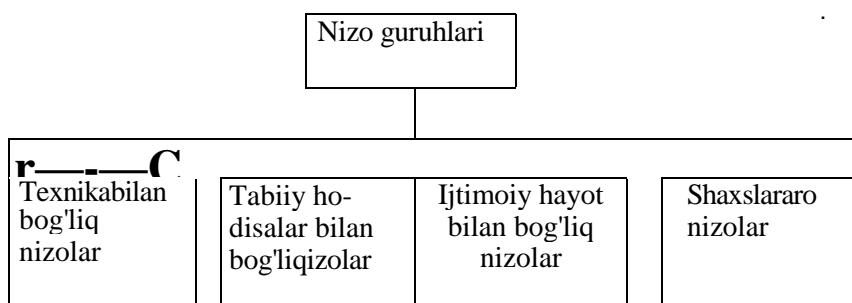 Nizo guruhlari
r—-—C
Texnikabilan
bog'liq
nizolar
Tabiiy ho-
disalar bilan
bog'liqizolar
Ijtimoiy hayot
bilan bog'liq
nizolar
Shaxslararo
nizolar